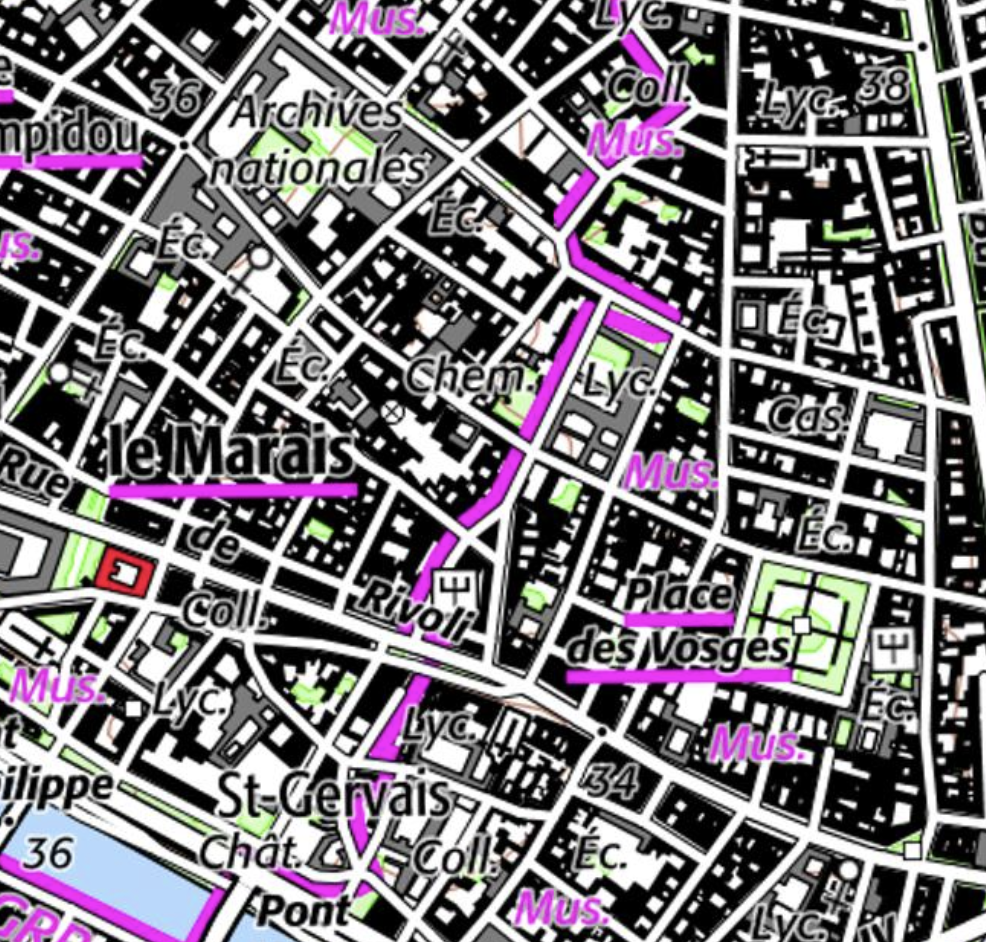 Mus.
Lyc.
Coll.
Lyc.
38
36
Archives
nationales
mpidou
Mus.
Éc.
Éc.
us.
Éc.
Éc.
Éc.
Chem.
Lyc.
Cas.
le Marais
Mus.
Rue
de
Éc.
Rivoli
Coll.
Place
des Vosges
Mus.
Lyc.
Éc.
Lyc.
Mus.
St-Gervais
34
ilippe
36
Chât.
Coll.
Éc.
Pont
Mus.
Lyc.
GRP